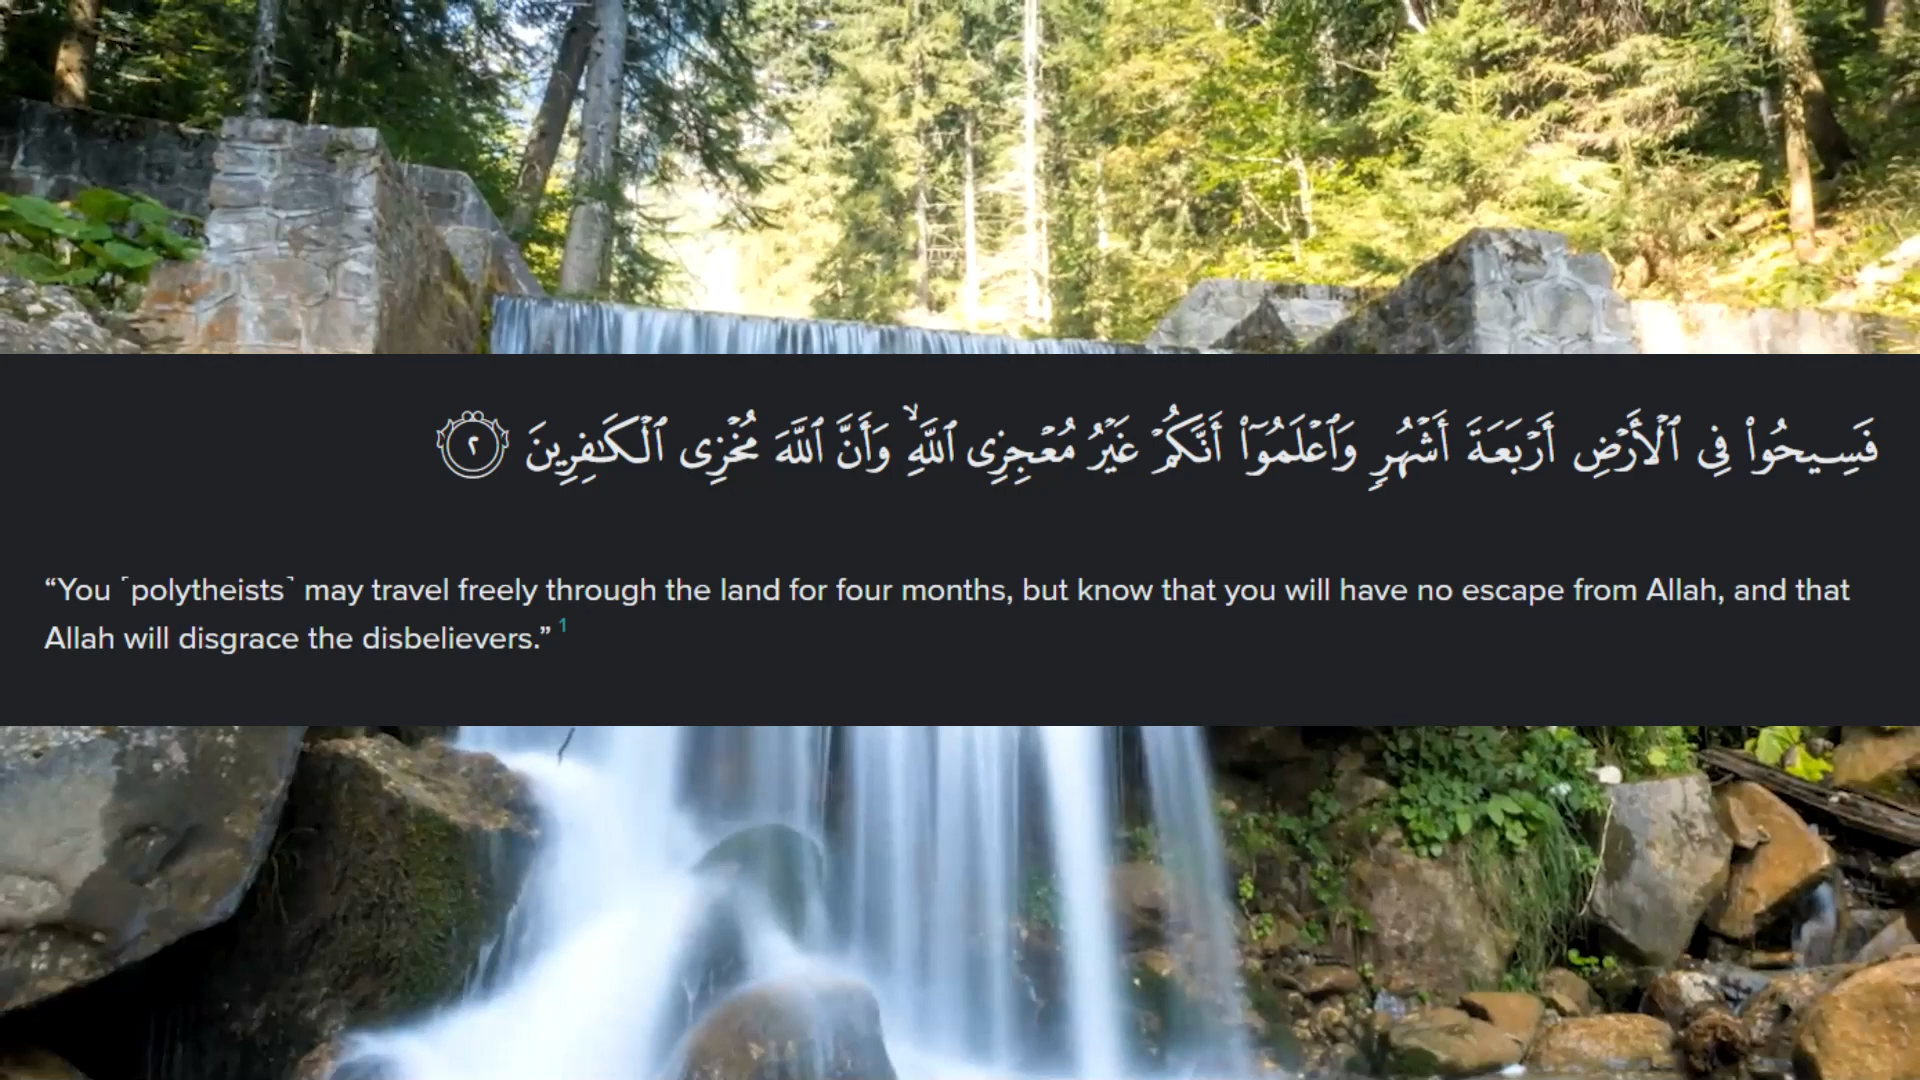 فَسِيحُوا۟ فِى ٱلْأَرْضِ أَرْبَعَةَ أَشْهُرٍ وَٱعْلَمُوٓا۟ أَنَّكُمْ غَيْرُ مُعْجِزِى ٱللَّهِ ۙ وَأَنَّ ٱللَّهَ مُخْزِى ٱلْكَـٰفِرِينَ ٢
“You ˹polytheists˺ may travel freely through the land for four months, but know that you will have no escape from Allah, and that
Allah will disgrace the disbelievers.” 1